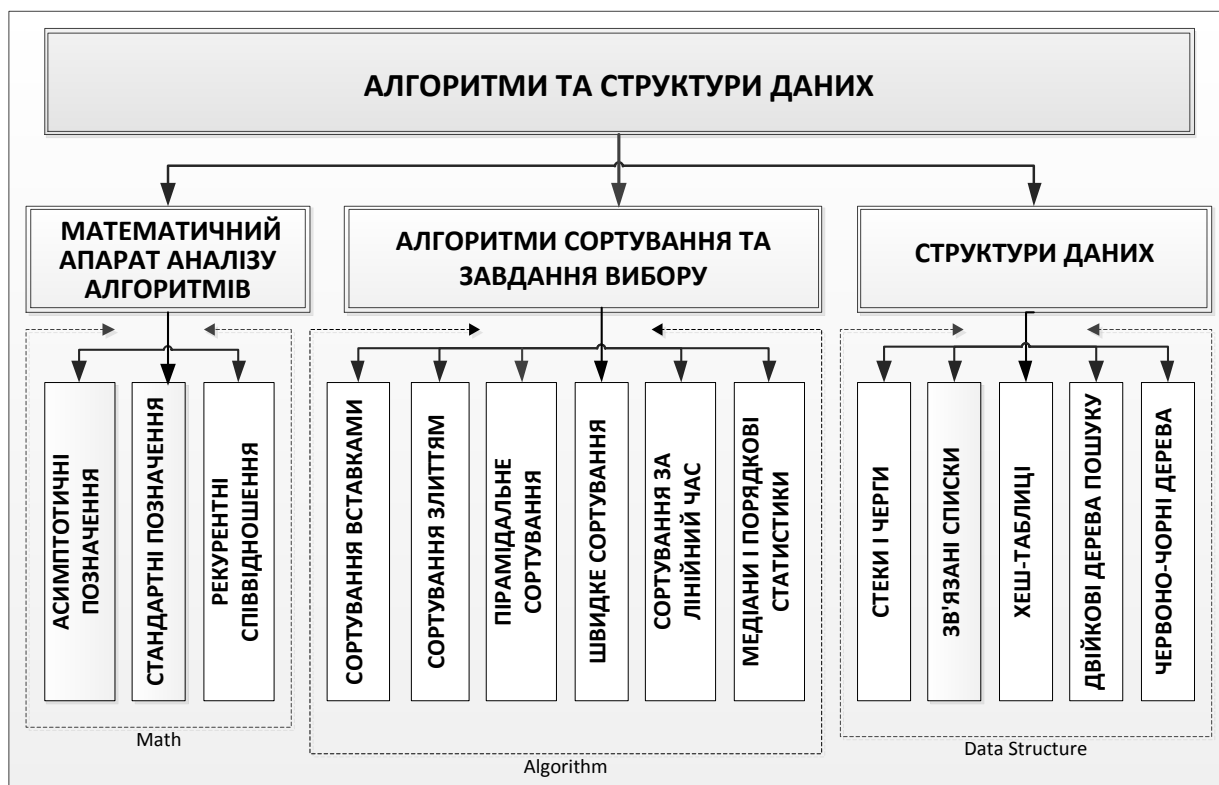 АЛГОРИТМИ ТА СТРУКТУРИ ДАНИХ
МАТЕМАТИЧНИЙ
АПАРАТ АНАЛІЗУ
АЛГОРИТМІВ
АЛГОРИТМИ СОРТУВАННЯ ТА
ЗАВДАННЯ ВИБОРУ
СТРУКТУРИ ДАНИХ
АСИМПТОТИЧНІ
ПОЗНАЧЕННЯ
СТАНДАРТНІ ПОЗНАЧЕННЯ
РЕКУРЕНТНІ
СПІВВІДНОШЕННЯ
СОРТУВАННЯ ВСТАВКАМИ
СОРТУВАННЯ ЗЛИТТЯМ
ПІРАМІДАЛЬНЕ
СОРТУВАННЯ
ШВИДКЕ СОРТУВАННЯ
СОРТУВАННЯ ЗА
ЛІНІЙНИЙ ЧАС
МЕДІАНИ І ПОРЯДКОВІ
СТАТИСТИКИ
СТЕКИ І ЧЕРГИ
ЗВ'ЯЗАНІ СПИСКИ
ХЕШ-ТАБЛИЦІ
ДВІЙКОВІ ДЕРЕВА ПОШУКУ
ЧЕРВОНО-ЧОРНІ ДЕРЕВА
Math
Algorithm
Data Structure